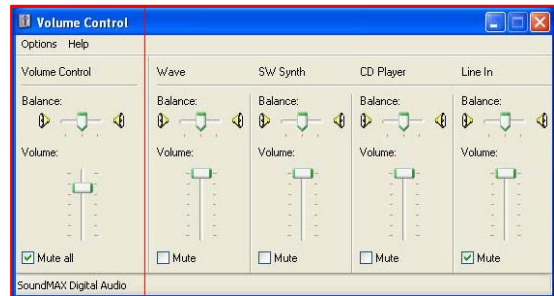 Volume Control
Options Help
Volume Control Wave SW Synth CD Player Line In
Balance: Balance: Balance: Balance: Balance:
Volume: Volume: Volume: Volume: Volume:
Mute all Mute Mute Mute Mute
SoundMAX Digital Audio